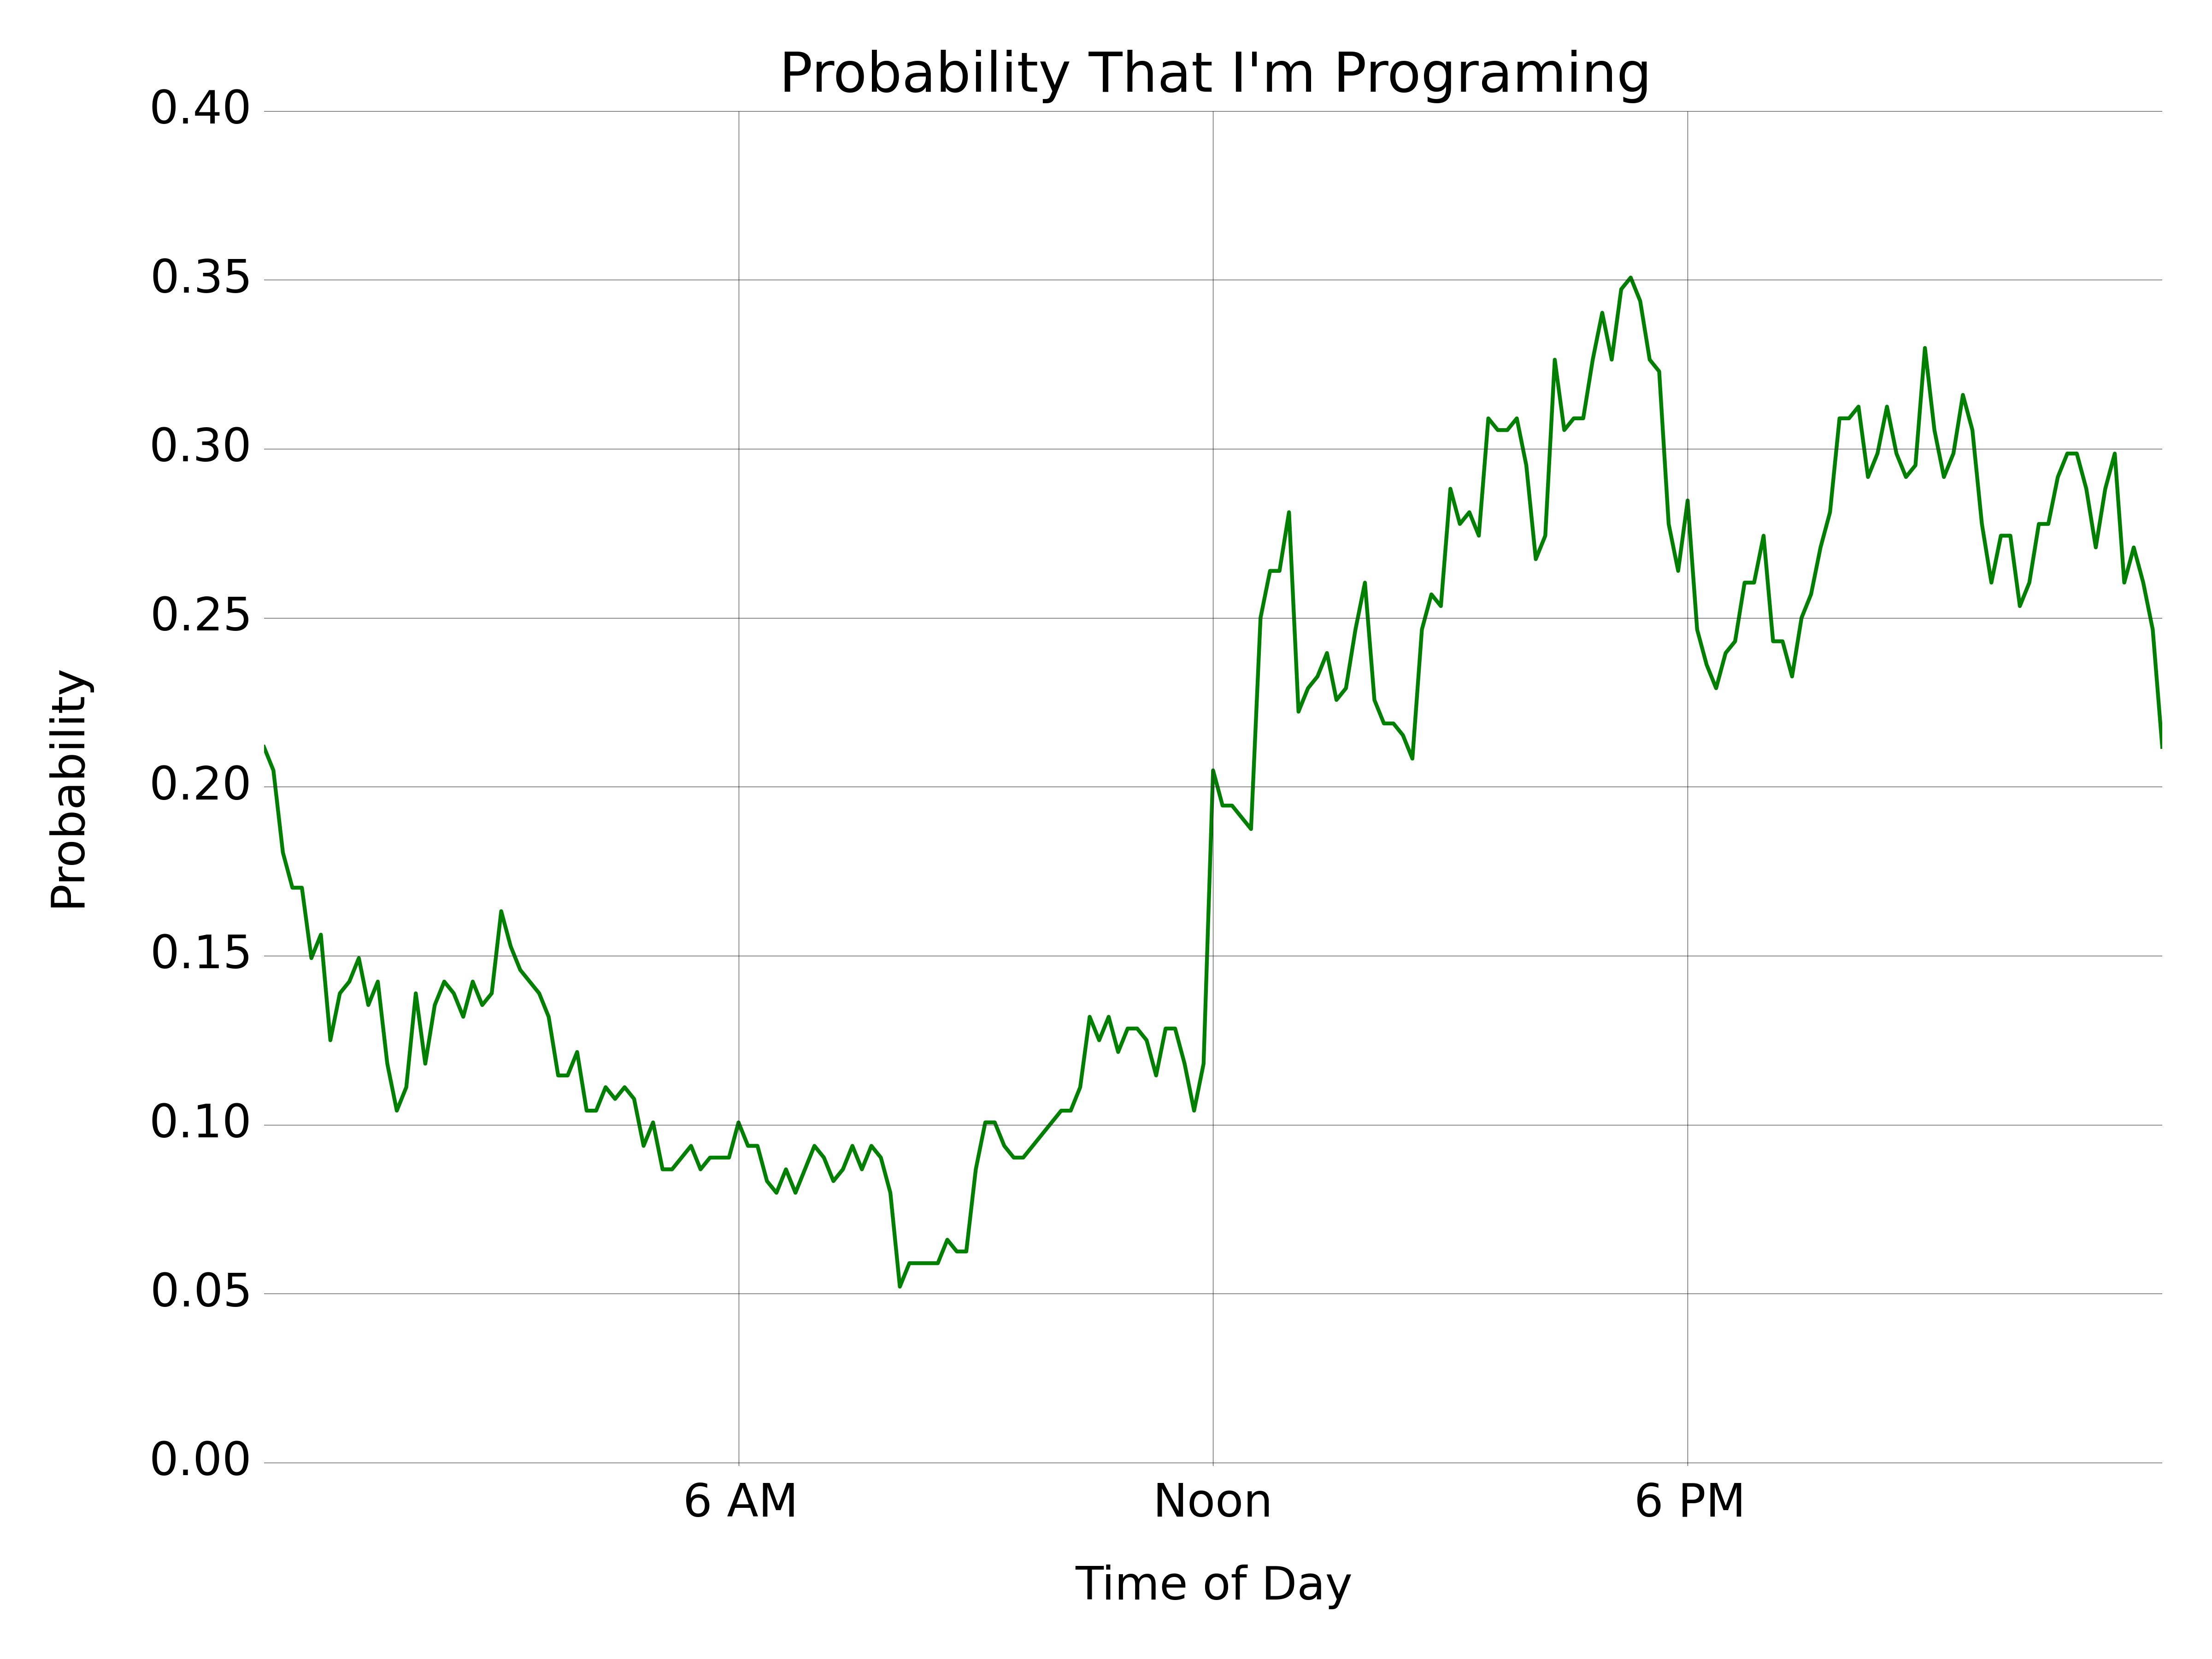 Probability That I'm Programing
0.40
0.35
0.30
0.25
0.20
0.15
0.10
0.05
0.00
Probability
6 AM Noon 6 PM
Time of Day